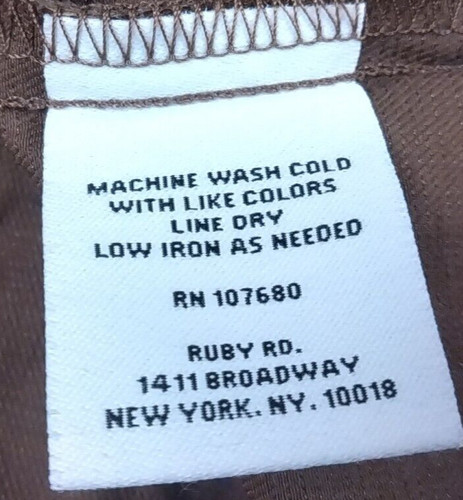 MACHINE WASH COLD
WITH LIKE COLORS
LINE DRY
LOW IRON AS NEEDED
RN 107680
RUBY RD.
1411 BROADWAY
NEW YORK. NY. 10018